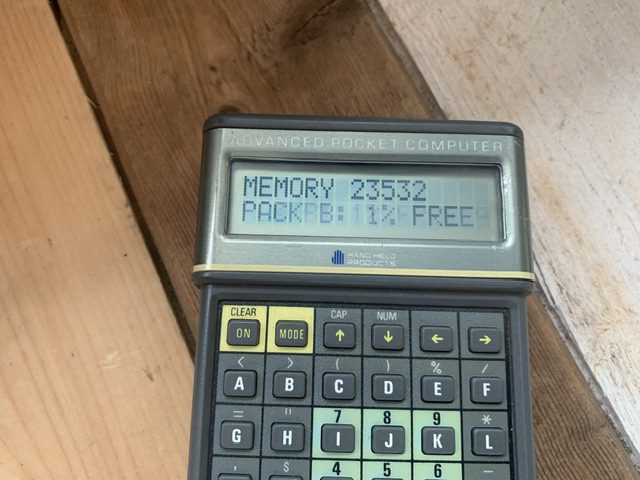 ADVANCED POCKET COMPUTER
MEMORY 23532
PACK B: 1% FREE
HAND HELD
PRODUCTS
CLEAR CAP NUM
ON MODE ↑ ↓ ← →
< > ( ) % /
A B C D E F
= " 7 8 9 *
G H I J K L
, $ 4 5 6 −